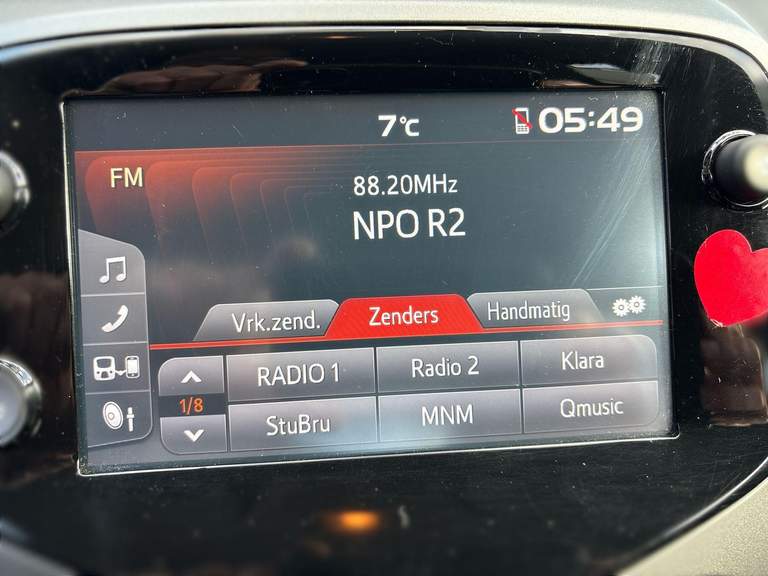 7°C 05:49
FM
88.20MHz
NPO R2
Vrk.zend. Zenders Handmatig
RADIO 1 Radio 2 Klara
1/8
StuBru MNM Qmusic